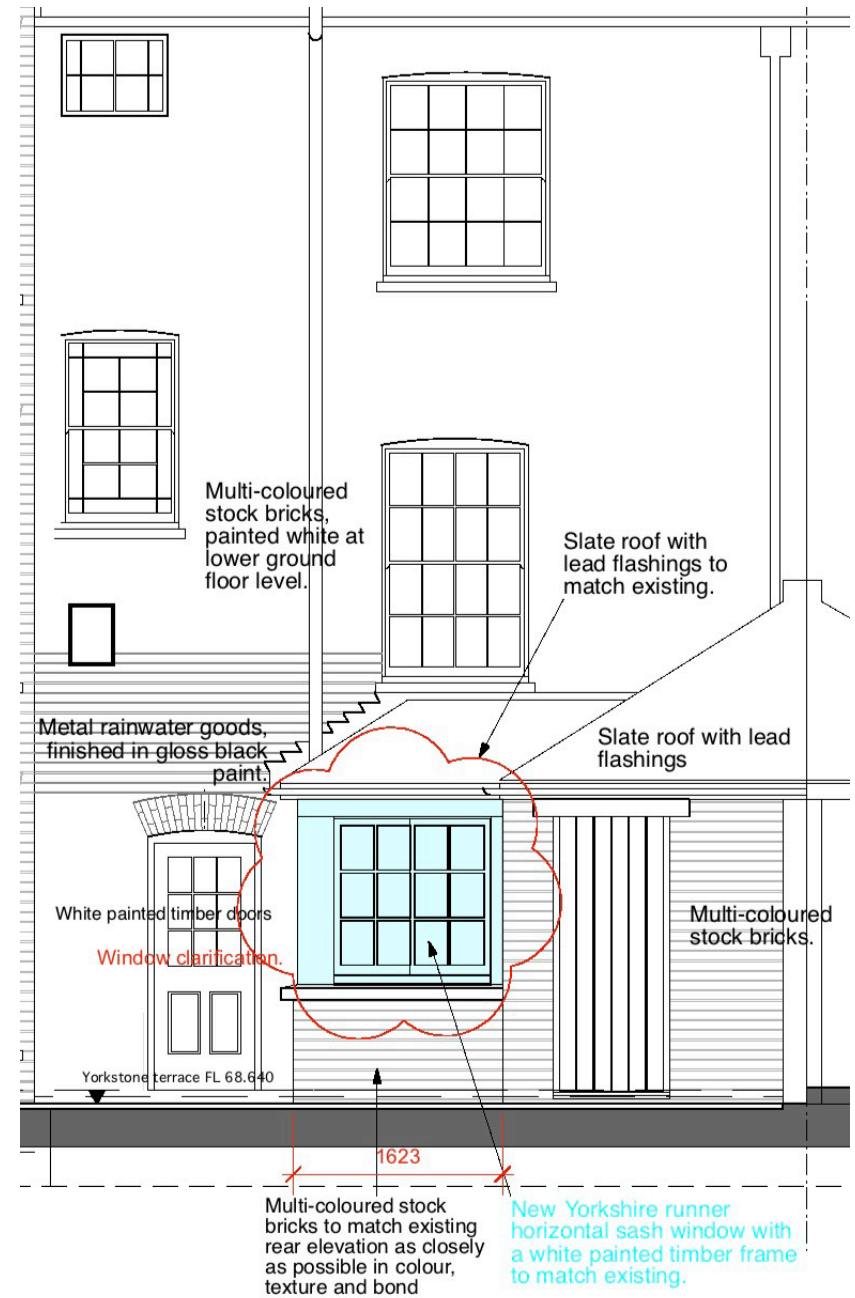 Multi-coloured
stock bricks,
painted white at
lower ground
floor level.
Slate roof with
lead flashings to
match existing.
Metal rainwater goods,
finished in gloss black
paint.
Slate roof with lead
flashings
White painted timber doors
Multi-coloured
stock bricks.
Window clarification.
Yorkstone terrace FL 68.640
1623
Multi-coloured stock
bricks to match existing
rear elevation as closely
as possible in colour,
texture and bond
New Yorkshire runner
horizontal sash window with
a white painted timber frame
to match existing.